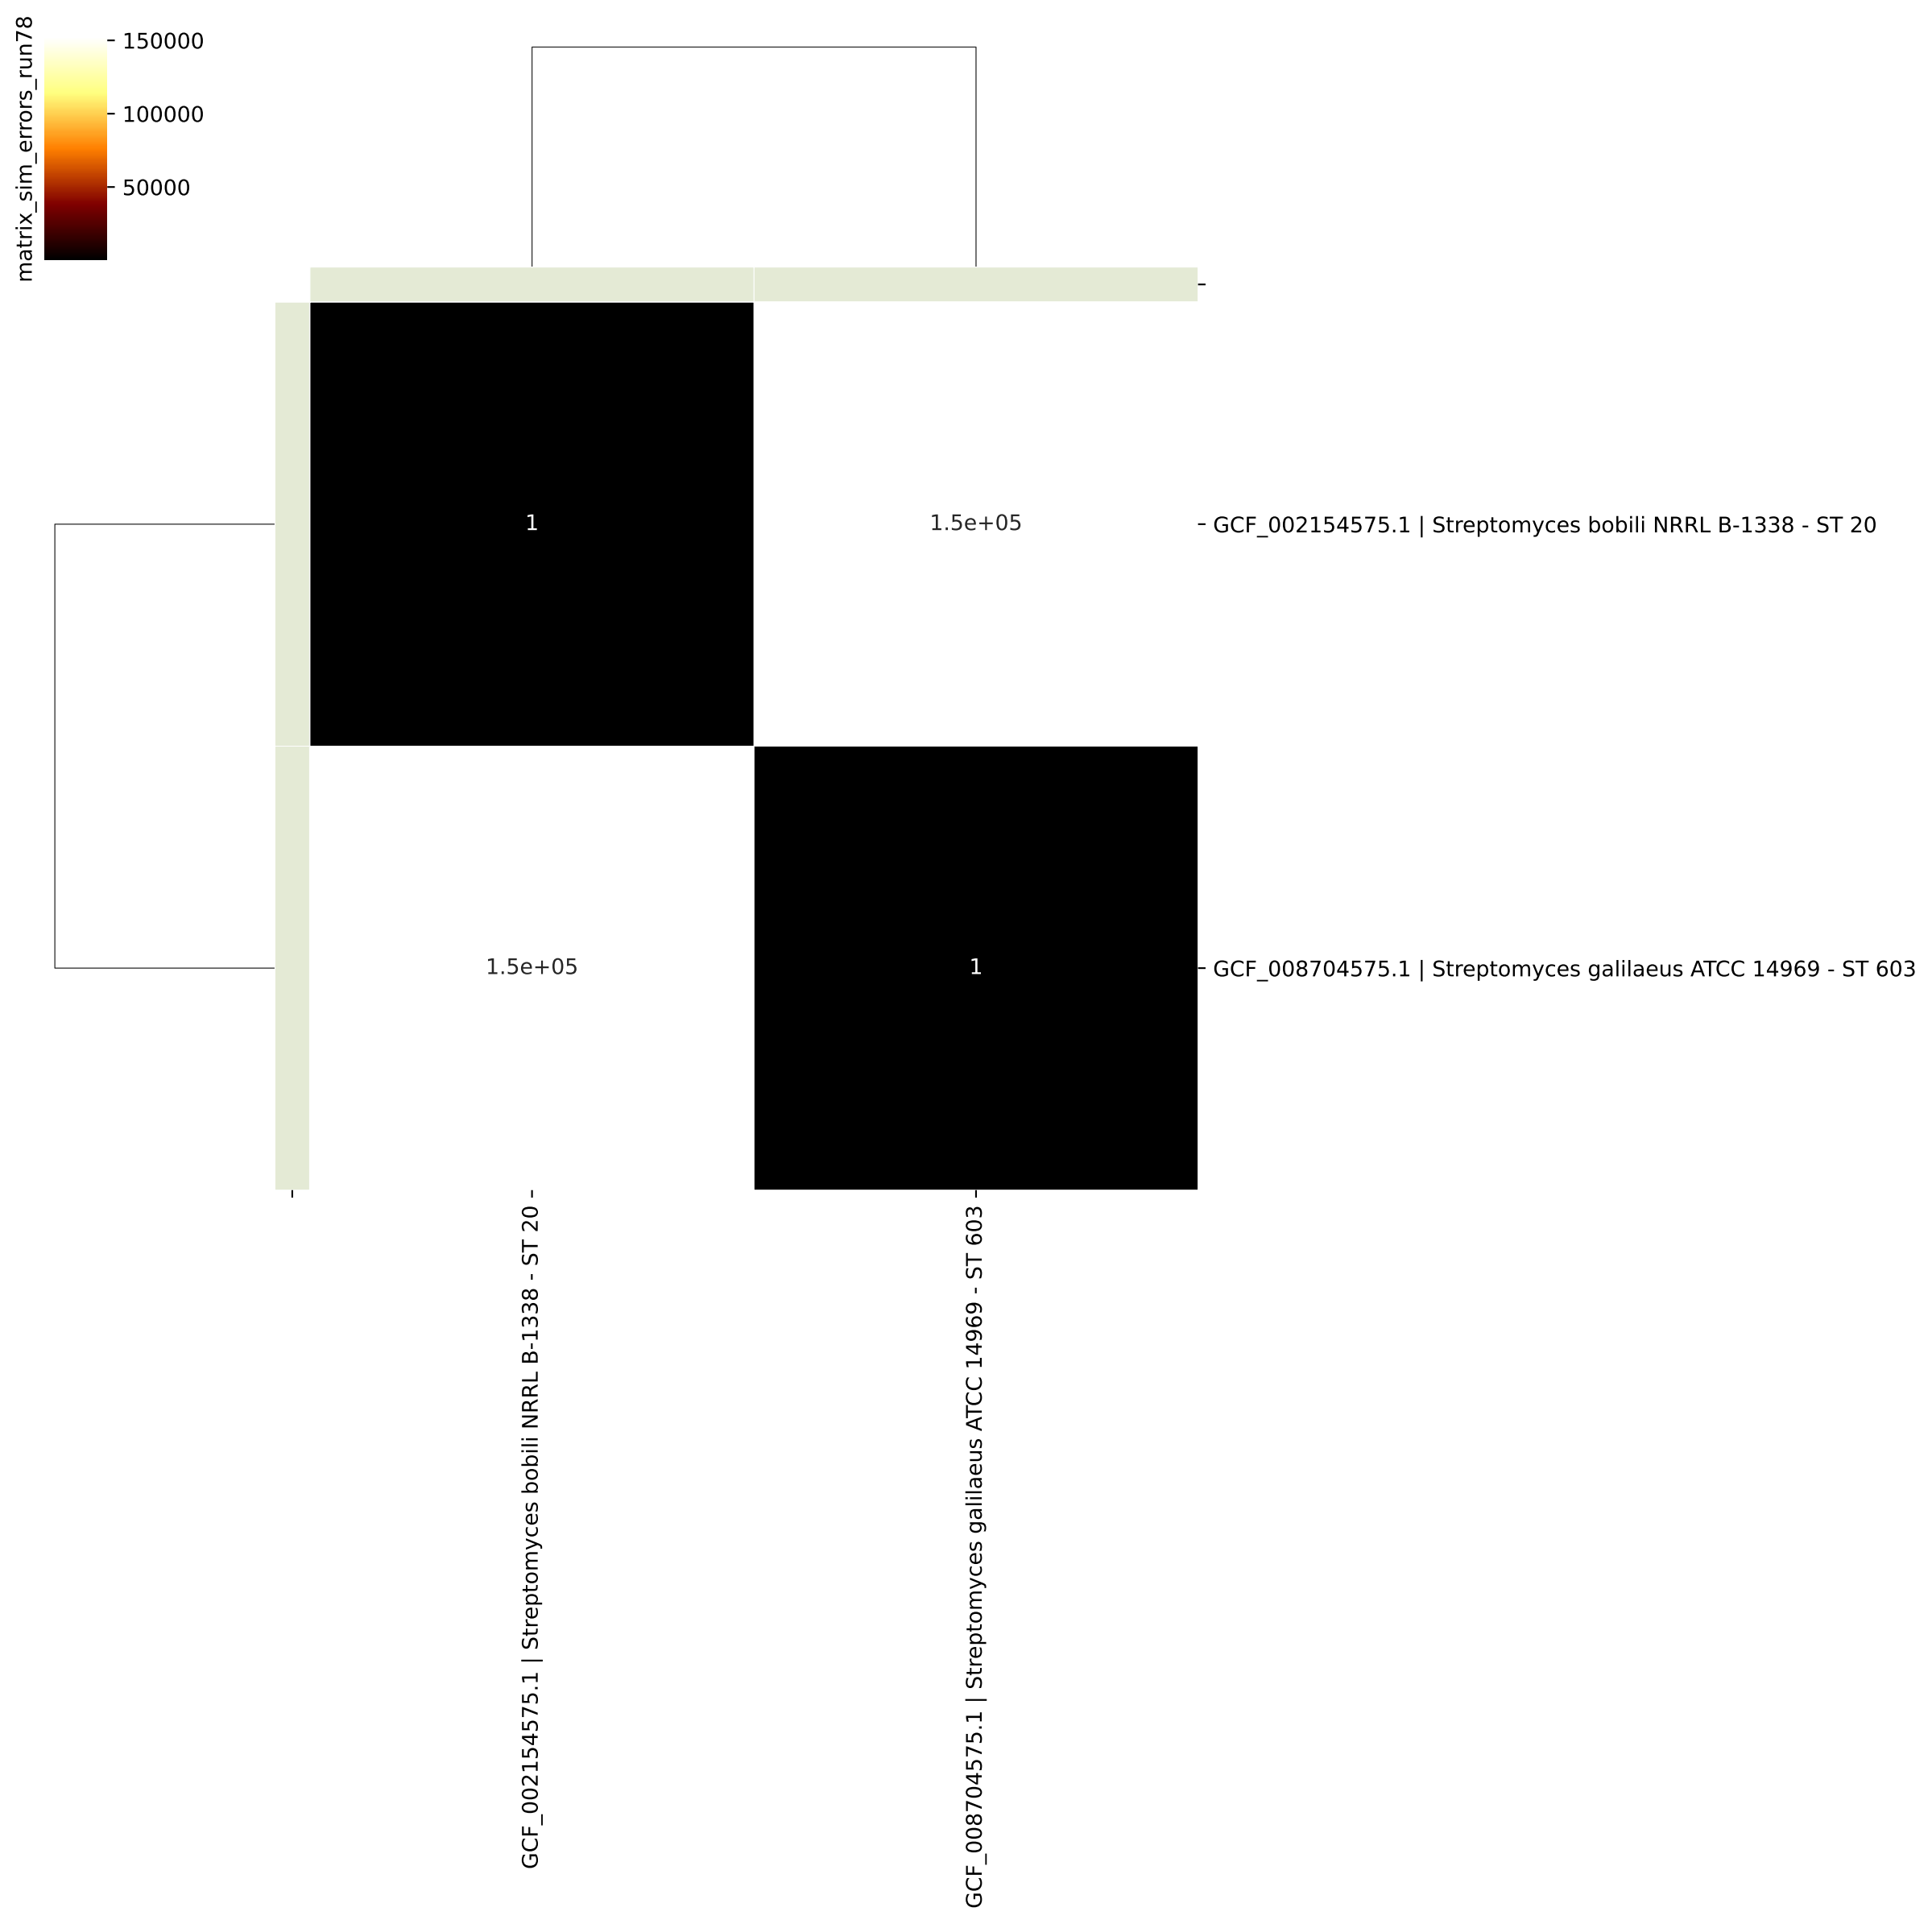 matrix_sim_errors_run78
150000
100000
50000
1
1.5e+05
GCF_002154575.1 | Streptomyces bobili NRRL B-1338 - ST 20
1.5e+05
1
GCF_008704575.1 | Streptomyces galilaeus ATCC 14969 - ST 603
GCF_002154575.1 | Streptomyces bobili NRRL B-1338 - ST 20
GCF_008704575.1 | Streptomyces galilaeus ATCC 14969 - ST 603